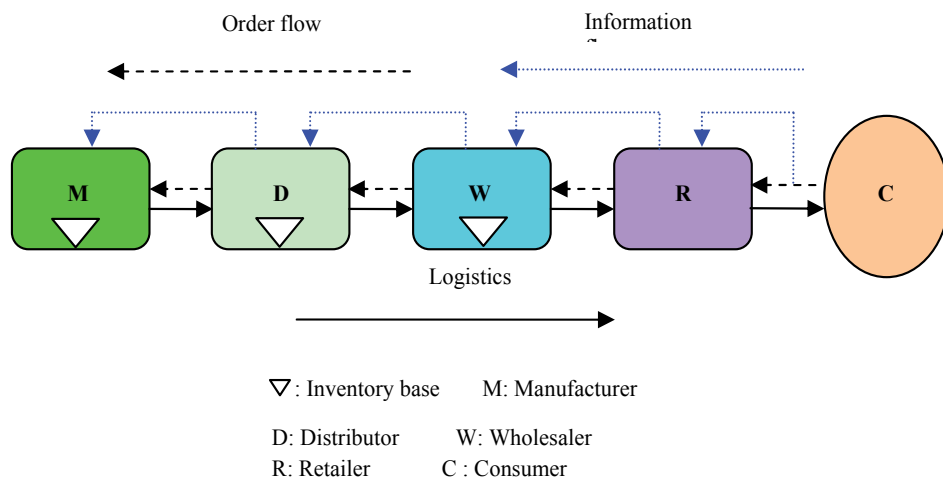 Order flow
Information
M
D
W
R
C
Logistics
: Inventory base M: Manufacturer
D: Distributor W: Wholesaler
R: Retailer C : Consumer